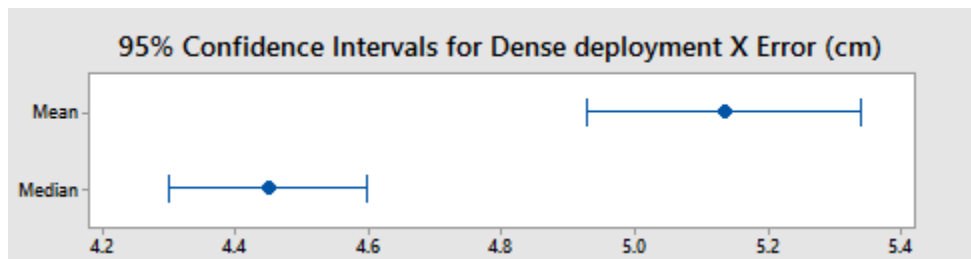 95% Confidence Intervals for Dense deployment X Error (cm)
Mean
Median
4.2 4.4 4.6 4.8 5.0 5.2 5.4